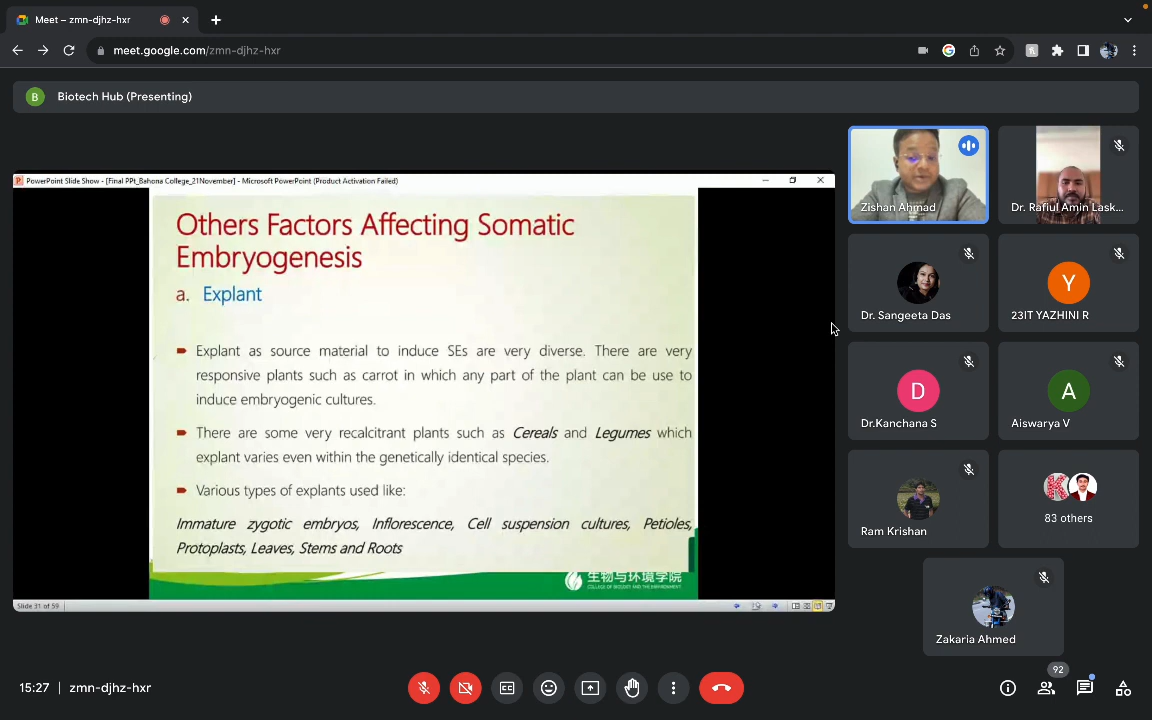 Meet – zmn-djhz-hxr
meet.google.com/zmn-djhz-hxr
B
Biotech Hub (Presenting)
PowerPoint Slide Show - [Final PPt_Bahona College_21November] - Microsoft PowerPoint (Product Activation Failed)
Others Factors Affecting Somatic
Embryogenesis
a. Explant
Explant as source material to induce SEs are very diverse. There are very
responsive plants such as carrot in which any part of the plant can be use to
induce embryogenic cultures.
There are some very recalcitrant plants such as Cereals and Legumes which
explant varies even within the genetically identical species.
Various types of explants used like:
Immature zygotic embryos, Inflorescence, Cell suspension cultures, Petioles,
Protoplasts, Leaves, Stems and Roots
生物与环境学院
COLLEGE OF BIOLOGY AND THE ENVIRONMENT
Slide 31 of 59
Zishan Ahmad
Dr. Rafiul Amin Lask...
Dr. Sangeeta Das
Y
23IT YAZHINI R
D
Dr.Kanchana S
A
Aiswarya V
Ram Krishan
K
83 others
Zakaria Ahmed
15:27 | zmn-djhz-hxr
92